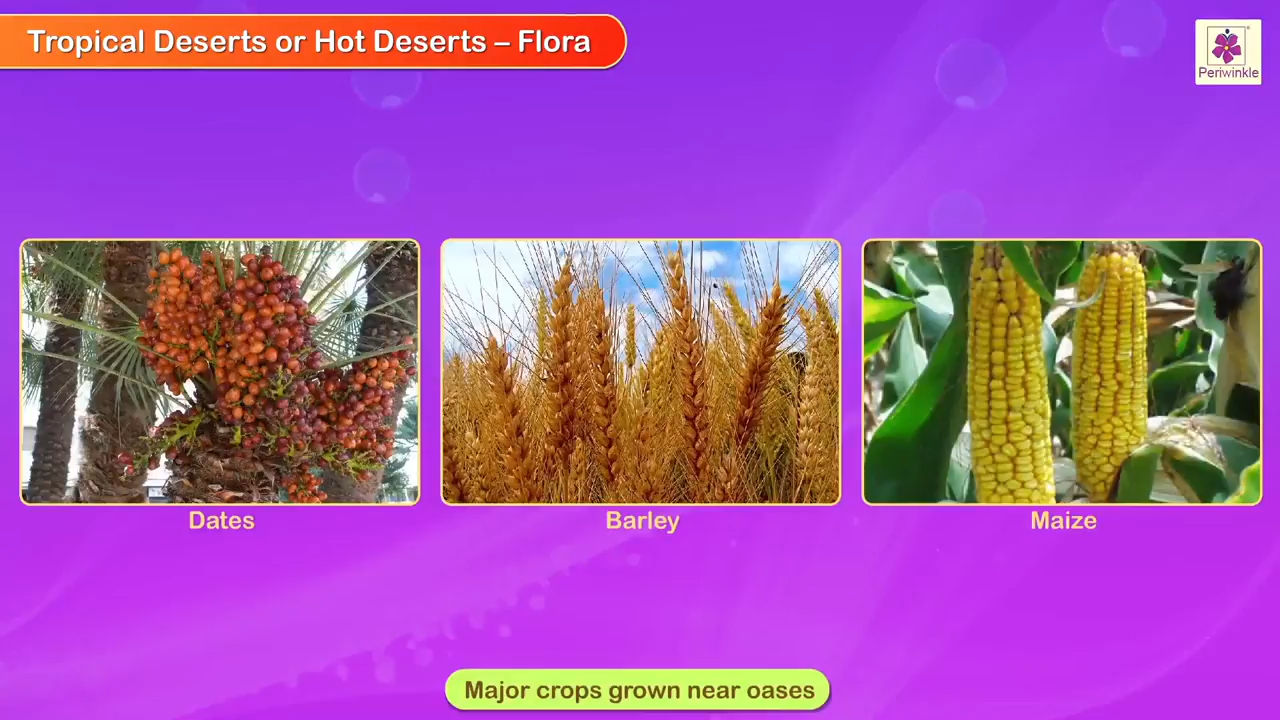 Tropical Deserts or Hot Deserts – Flora
Periwinkle
Dates
Barley
Maize
Major crops grown near oases